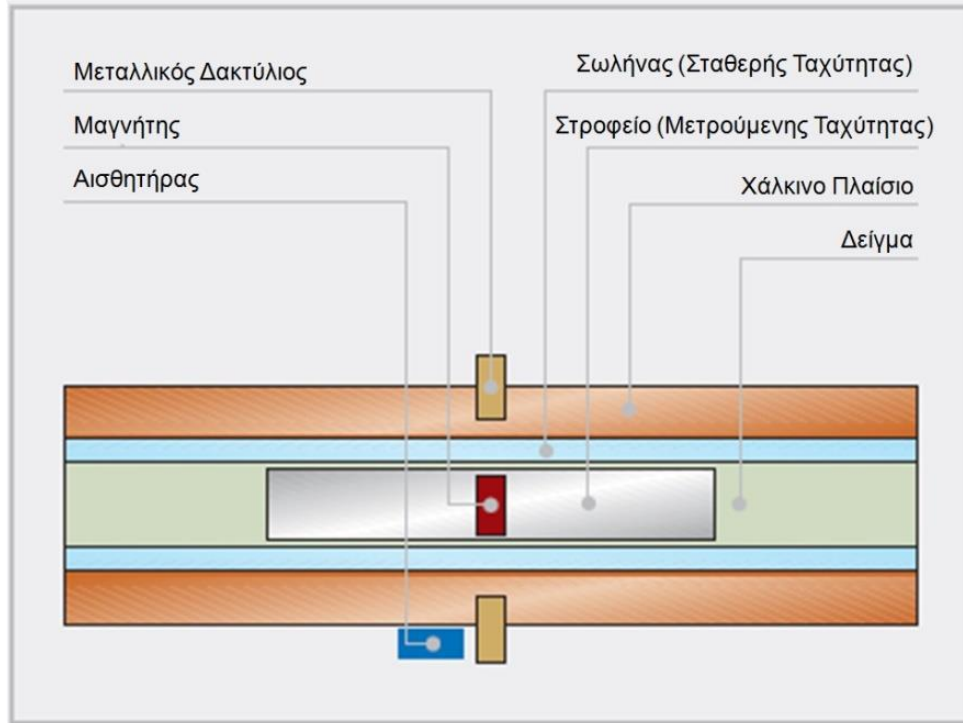 Μεταλλικός Δακτύλιος
Μαγνήτης
Αισθητήρας
Σωλήνας (Σταθερής Ταχύτητας)
Στροφείο (Μετρούμενης Ταχύτητας)
Χάλκινο Πλαίσιο
Δείγμα